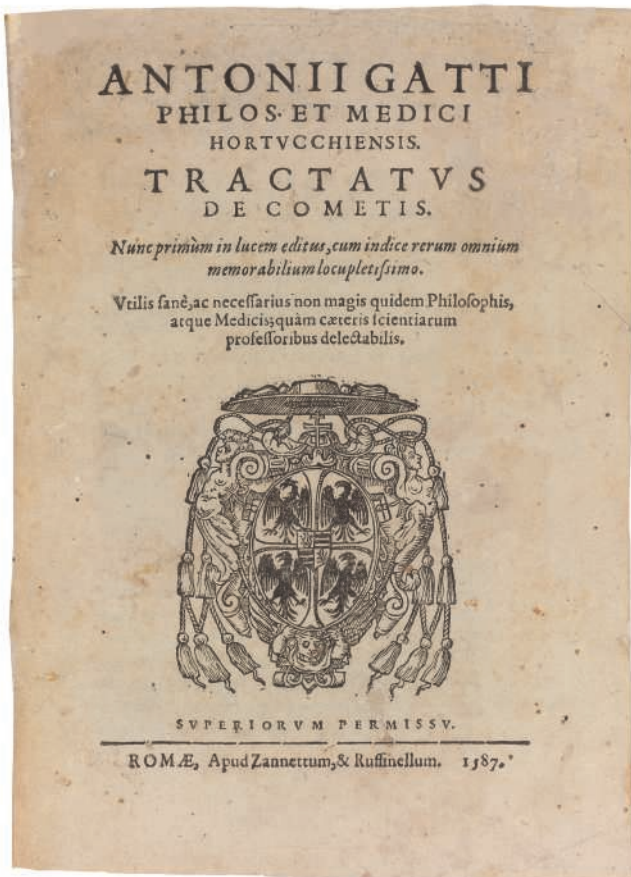 ANTONII GATTI
PHILOS. ET MEDICI
HORTVCCHIENSIS.
TRACTATVS
DE COMETIS.
Nunc primùm in lucem editus, cum indice rerum omnium
memorabilium locupletiſsimo.
Vtilis ſanè, ac neceſſarius non magis quidem Philoſophis,
atque Medicis; quàm cæteris ſcientiarum
profeſſoribus delectabilis.
SVPERIORVM PERMISSV.
ROMÆ, Apud Zannettum, & Ruffinellum. 1587.